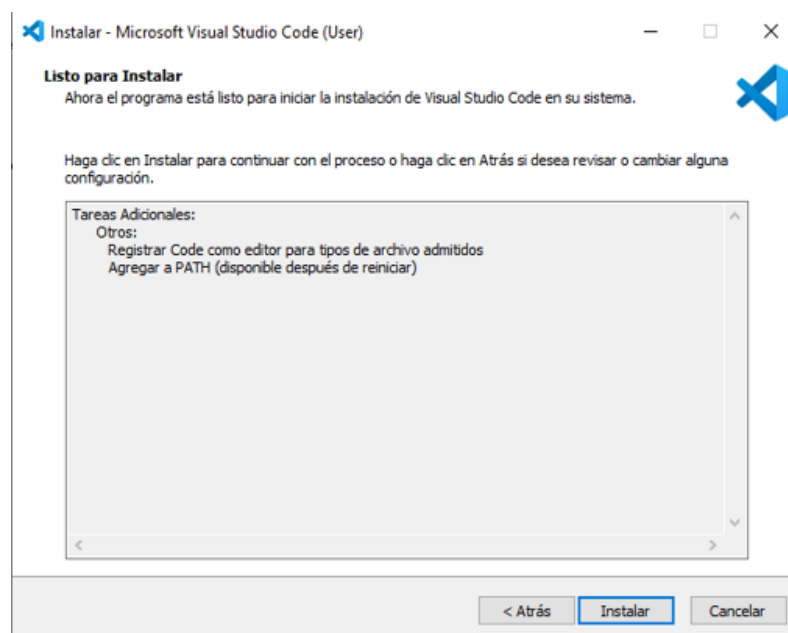 Instalar - Microsoft Visual Studio Code (User)
Listo para Instalar
Ahora el programa está listo para iniciar la instalación de Visual Studio Code en su sistema.
Haga clic en Instalar para continuar con el proceso o haga clic en Atrás si desea revisar o cambiar alguna
configuración.
Tareas Adicionales:
Otros:
Registrar Code como editor para tipos de archivo admitidos
Agregar a PATH (disponible después de reiniciar)
< Atrás
Instalar
Cancelar